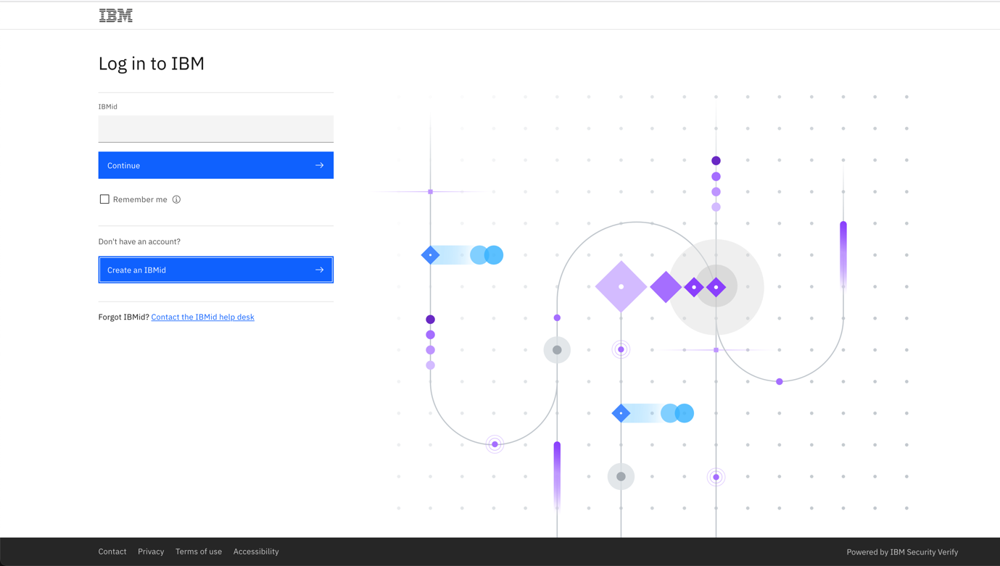 IBM
Log in to IBM
IBMid
Continue
Remember me
Don't have an account?
Create an IBMid
Forgot IBMid? Contact the IBMid help desk
Contact Privacy Terms of use Accessibility
Powered by IBM Security Verify